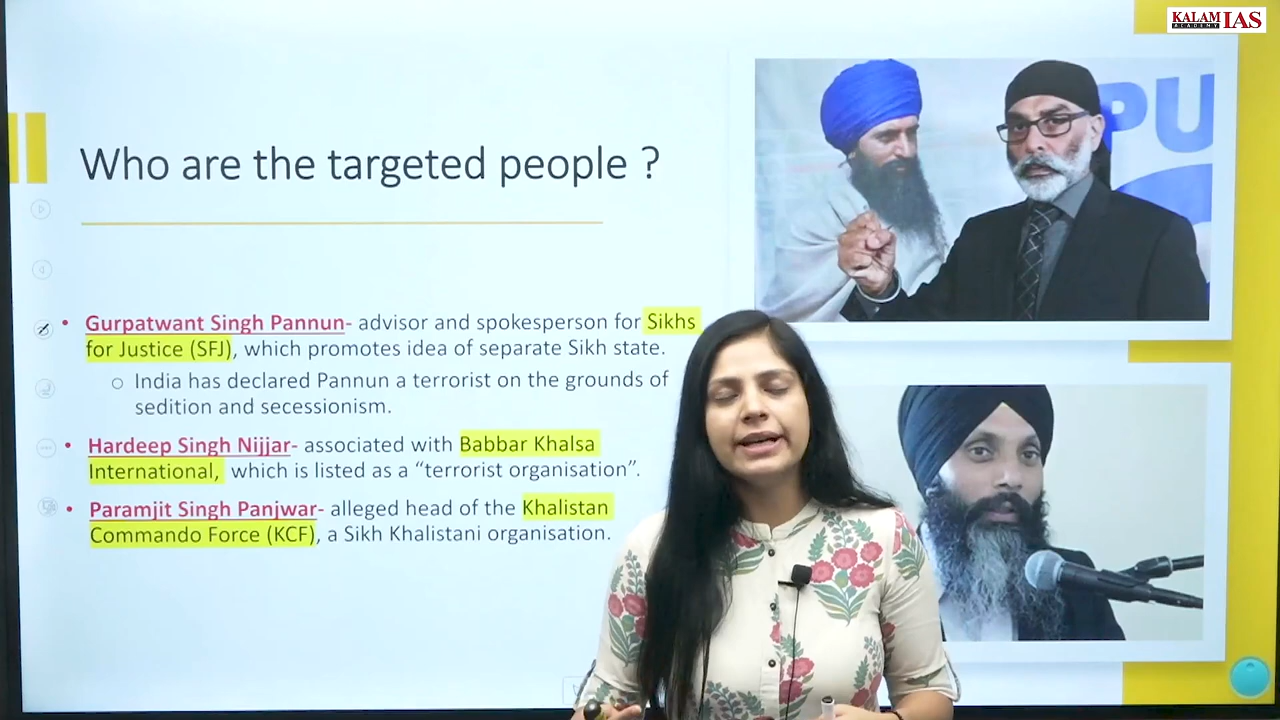 KALAM IAS
ACADEMY
PU
Who are the targeted people ?
• Gurpatwant Singh Pannun- advisor and spokesperson for Sikhs
for Justice (SFJ), which promotes idea of separate Sikh state.
○ India has declared Pannun a terrorist on the grounds of
sedition and secessionism.
• Hardeep Singh Nijjar- associated with Babbar Khalsa
International, which is listed as a “terrorist organisation”.
• Paramjit Singh Panjwar- alleged head of the Khalistan
Commando Force (KCF), a Sikh Khalistani organisation.